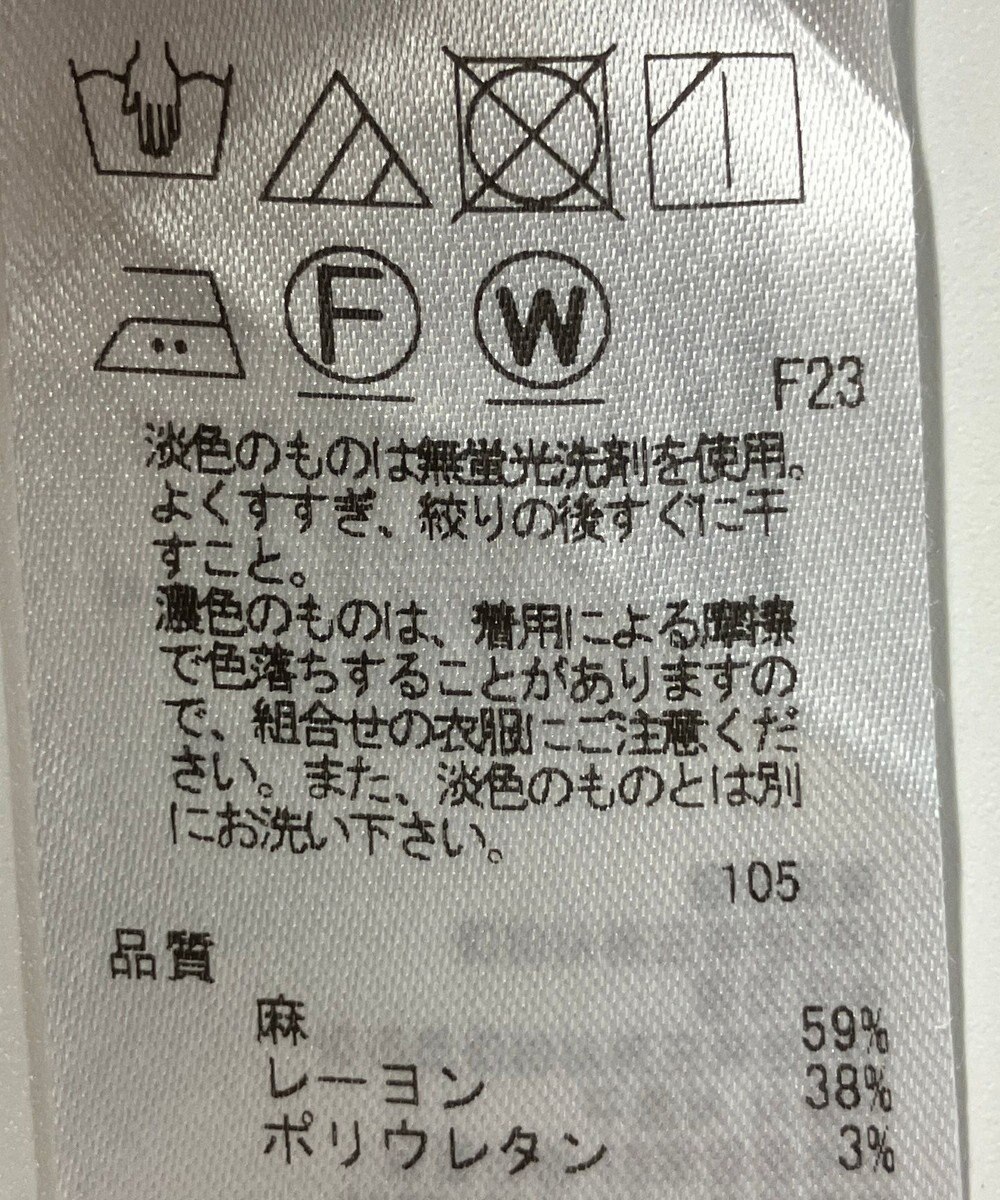 F W
F23
淡色のものは無蛍光洗剤を使用。
よくすすぎ、絞りの後すぐに干
すこと。
濃色のものは、着用による摩擦
で色落ちすることがありますの
で、組合せの衣服にご注意くだ
さい。また、淡色のものとは別
にお洗い下さい。
105
品質
麻 59%
レーヨン 38%
ポリウレタン 3%